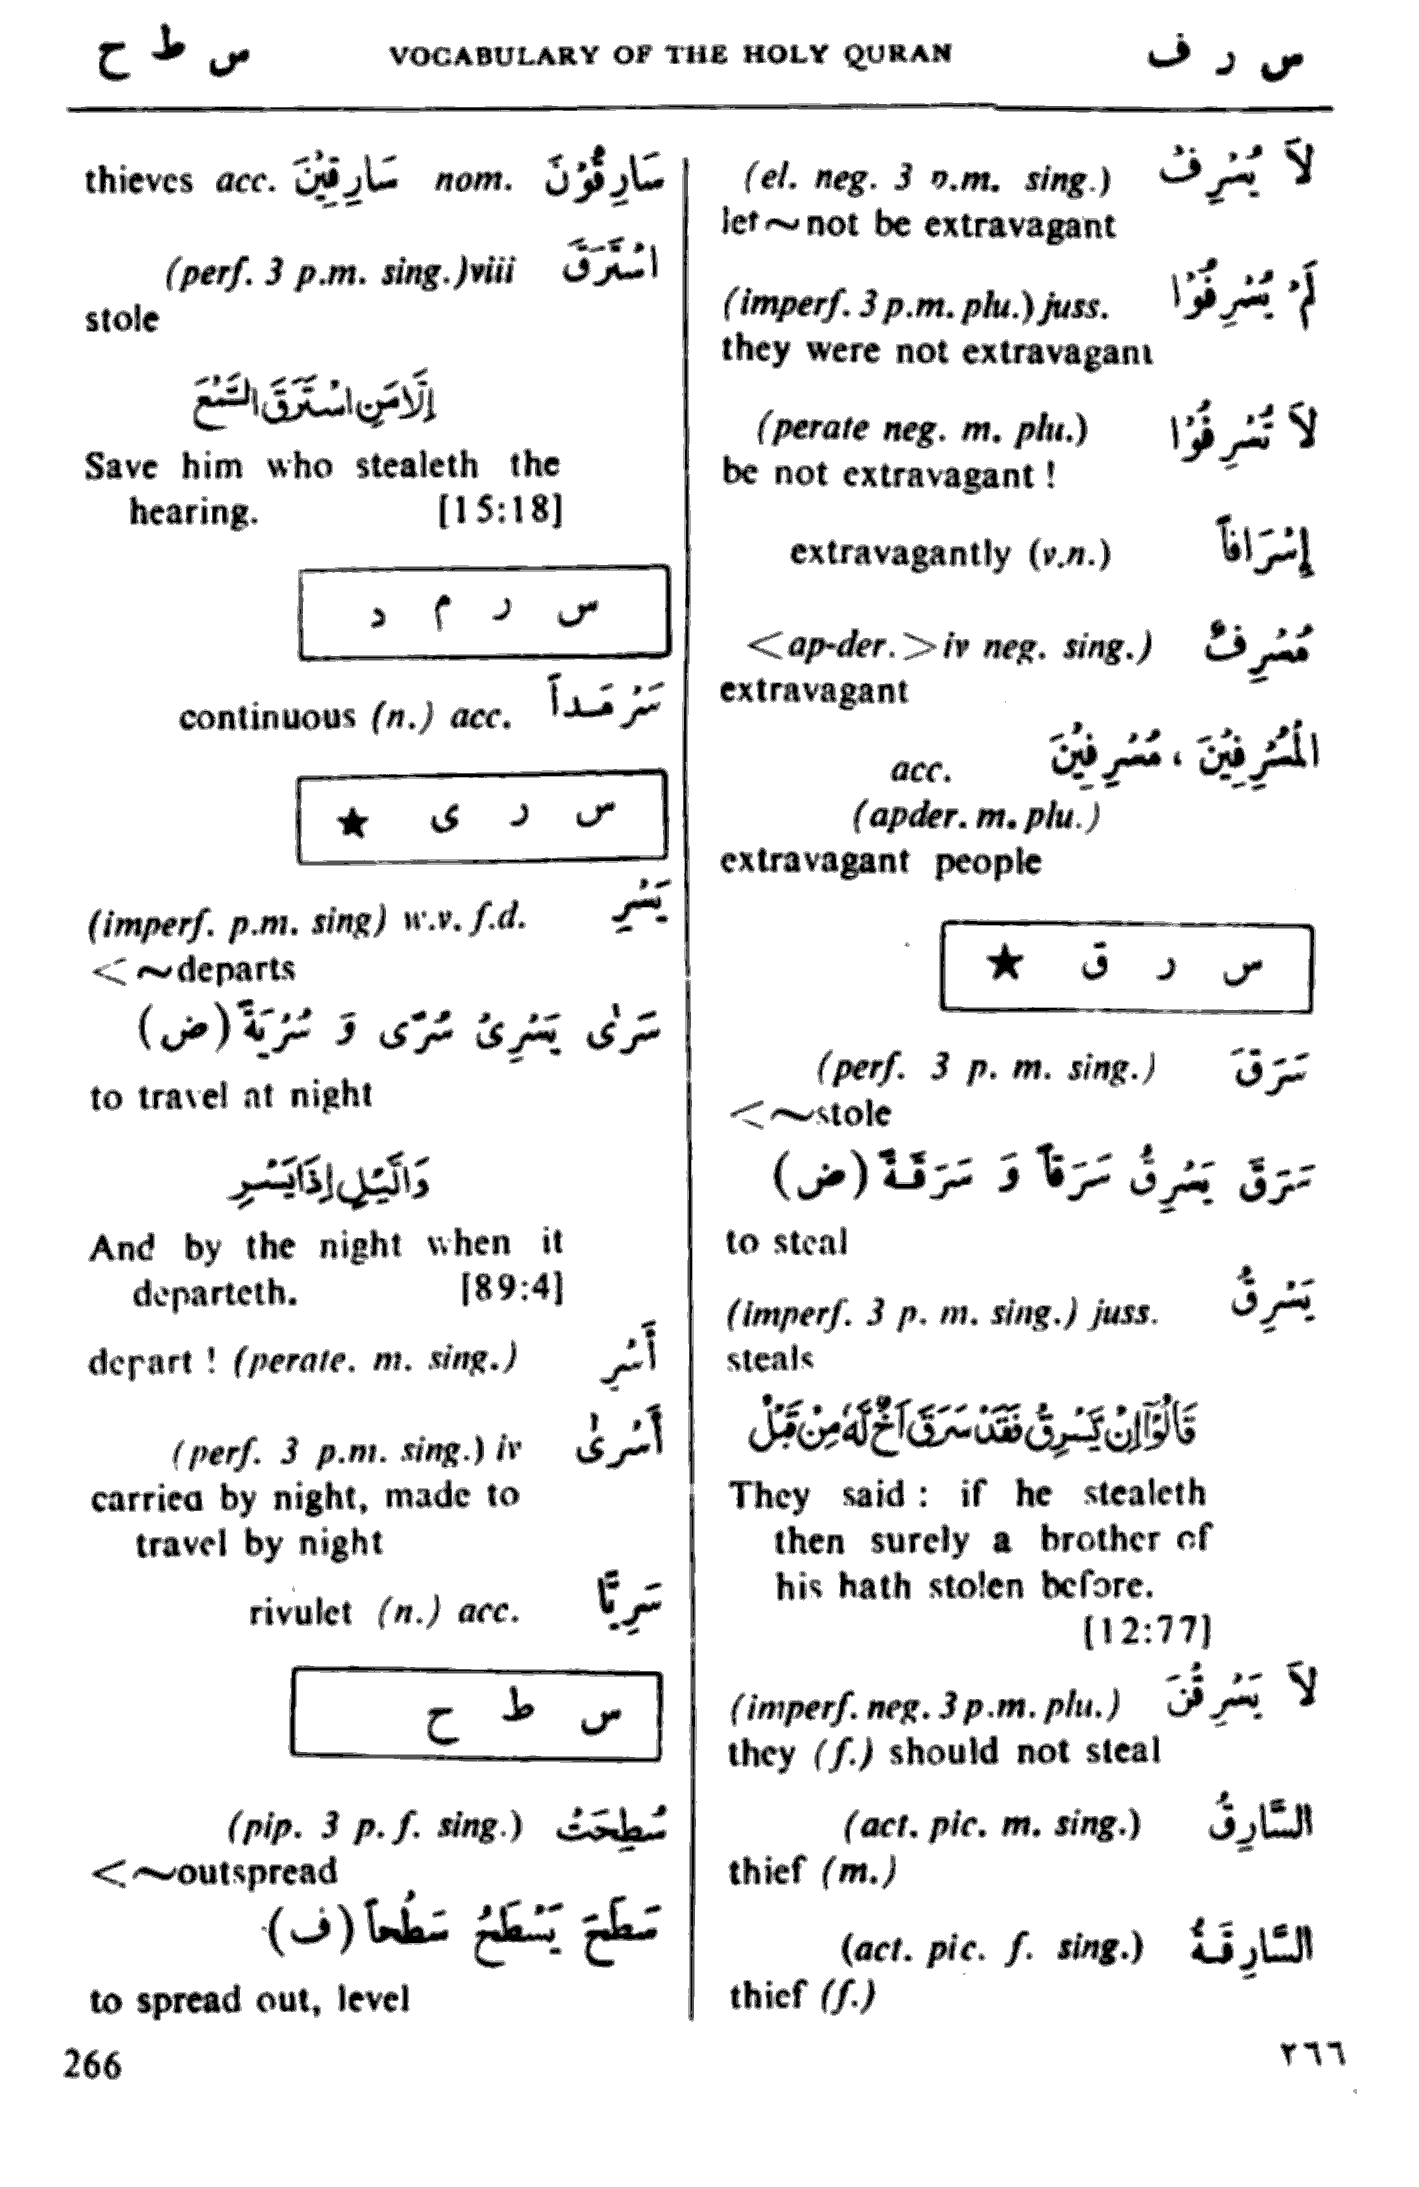 س ط ح VOCABULARY OF THE HOLY QURAN س ر ف
(el. neg. 3 p.m. sing.) لاَ يُسْرِفْ
let~not be extravagant
(imperf. 3 p.m. plu.) juss. لَمْ يُسْرِفُوْا
they were not extravagant
(perate neg. m. plu.) لاَ تُسْرِفُوْا
be not extravagant !
extravagantly (v.n.) إِسْرَافاً
<ap-der.>iv neg. sing.) مُسْرِفٌ
extravagant
acc. الْمُسْرِفِيْنَ ، مُسْرِفِيْنَ
(apder. m. plu.)
extravagant people
س ر ق ★
(perf. 3 p. m. sing.) سَرَقَ
<~stole
سَرَقَ يَسْرِقُ سَرَقاً وَ سَرَقَةً (ض)
to steal
(imperf. 3 p. m. sing.) juss. يَسْرِقْ
steals
قَالُوْٓا اِنْ يَّسْرِقْ فَقَدْ سَرَقَ اَخٌ لَّهٗ مِنْ قَبْلُ
They said : if he stealeth
then surely a brother of
his hath stolen before.
[12:77]
(imperf. neg. 3 p.m. plu.) لاَ يَسْرِقْنَ
they (f.) should not steal
(act. pic. m. sing.) السَّارِقُ
thief (m.)
(act. pic. f. sing.) السَّارِقَةُ
thief (f.)
thieves acc. سَارِقِيْنَ nom. سَارِقُوْنَ
(perf. 3 p.m. sing.)viii اسْتَرَقَ
stole
اِلَّا مَنِ اسْتَرَقَ السَّمْعَ
Save him who stealeth the
hearing. [15:18]
س ر م د
continuous (n.) acc. سَرْمَداً
س ر ى ★
(imperf. p.m. sing) w.v. f.d. يَسْرِ
<~departs
سَرٰى يَسْرِىْ سُرًى وَ سُرْيَةً (ض)
to travel at night
وَالَّيْلِ اِذَا يَسْرِ
And by the night when it
departeth. [89:4]
depart ! (perate. m. sing.) أَسْرِ
(perf. 3 p.m. sing.) iv أَسْرٰى
carried by night, made to
travel by night
rivulet (n.) acc. سَرِيًّا
س ط ح
(pip. 3 p. f. sing.) سُطِحَتْ
<~outspread
سَطَحَ يَسْطَحُ سَطْحاً (ف)
to spread out, level
266 ٢٦٦